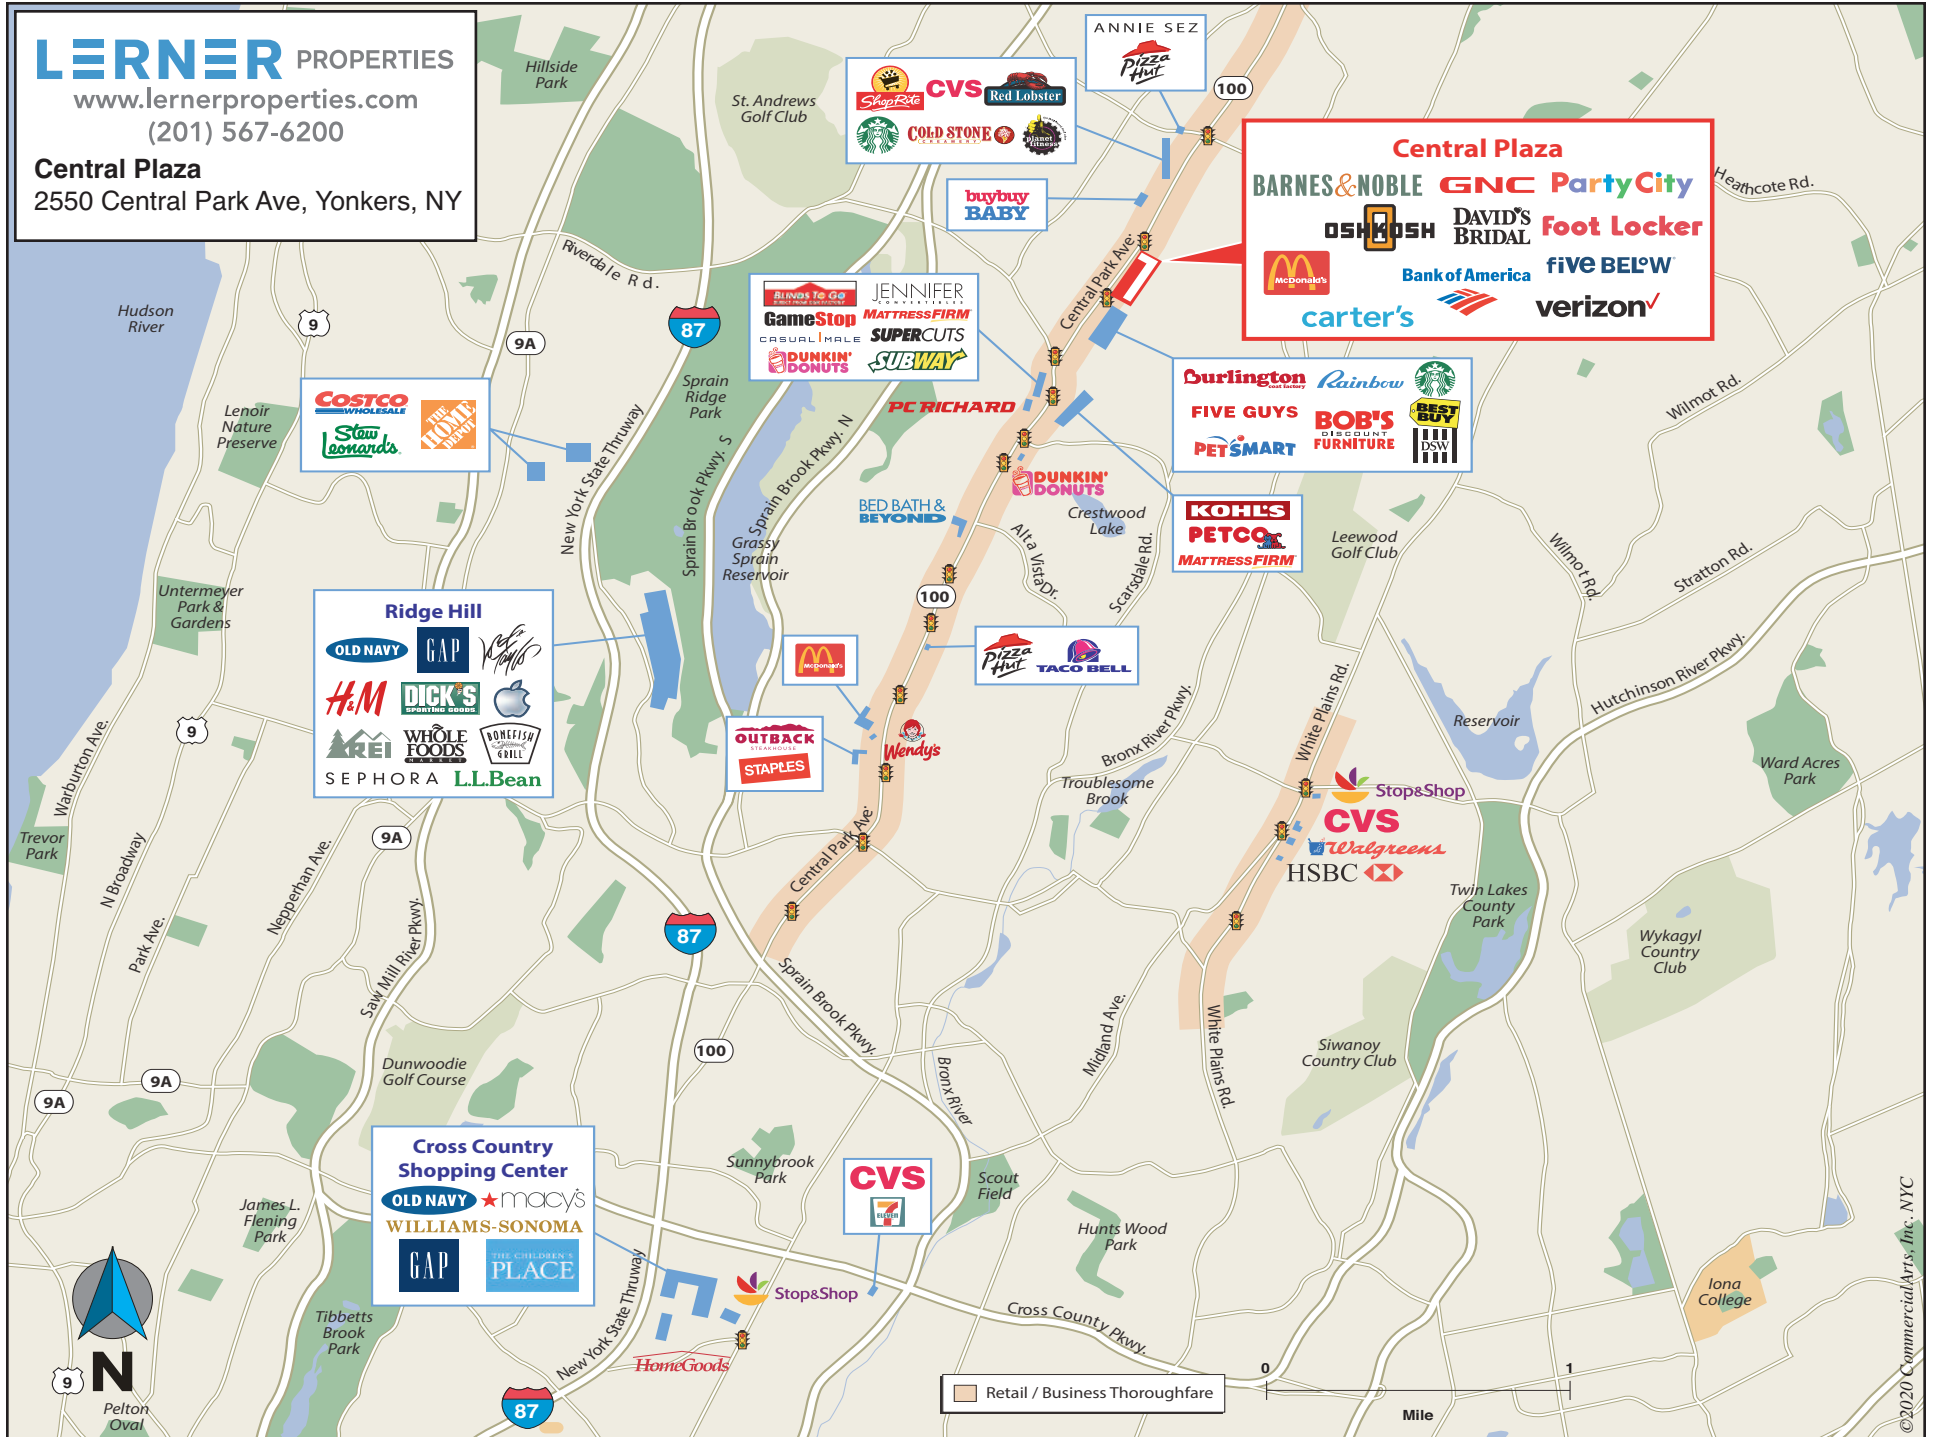 LERNER PROPERTIES
www.lernerproperties.com
(201) 567-6200
Central Plaza
2550 Central Park Ave, Yonkers, NY
Hillside
Park
St. Andrews
Golf Club
ShopRite
CVS
Red Lobster
COLD STONE
CREAMERY
planet
fitness
ANNIE SEZ
Pizza
Hut
100
buybuy
BABY
Central Plaza
BARNES&NOBLE
GNC
Party City
OSHKOSH
DAVID'S
BRIDAL
Foot Locker
McDonald's
Bank of America
five BELOW
carter's
verizon
Heathcote Rd.
Hudson
River
9
9A
Riverdale Rd.
87
Central Park Ave.
BLINDS TO GO
JENNIFER
CONVERTIBLES
GameStop
MATTRESSFIRM
CASUAL MALE
SUPERCUTS
DUNKIN'
DONUTS
SUBWAY
PC RICHARD
Sprain
Ridge
Park
COSTCO
WHOLESALE
Stew
Leonard's
THE
HOME
DEPOT
Lenoir
Nature
Preserve
New York State Thruway
Sprain Brook Pkwy. S
Sprain Brook Pkwy. N
Grassy
Sprain
Reservoir
BED BATH &
BEYOND
DUNKIN'
DONUTS
Crestwood
Lake
Alta Vista Dr.
Scarsdale Rd.
Burlington
coat factory
Rainbow
FIVE GUYS
BOB'S
DISCOUNT
FURNITURE
BEST
BUY
PETSMART
DSW
KOHL'S
PETCO
MATTRESSFIRM
Leewood
Golf Club
Wilmot Rd.
Wilmot Rd.
Stratton Rd.
Hutchinson River Pkwy.
Untermeyer
Park &
Gardens
Ridge Hill
OLD NAVY
GAP
Lord & Taylor
H&M
DICK'S
SPORTING GOODS
REI
WHOLE
FOODS
MARKET
BONEFISH
GRILL
SEPHORA
L.L.Bean
100
McDonald's
Pizza
Hut
TACO BELL
OUTBACK
STEAKHOUSE
STAPLES
Wendy's
Bronx River Pkwy.
Troublesome
Brook
White Plains Rd.
Reservoir
Ward Acres
Park
Stop&Shop
CVS
Walgreens
HSBC
Warburton Ave.
9
Trevor
Park
N Broadway
Park Ave.
Nepperhan Ave.
9A
Saw Mill River Pkwy.
Central Park Ave.
87
Sprain Brook Pkwy.
100
Twin Lakes
County
Park
Wykagyl
Country
Club
Siwanoy
Country Club
Midland Ave.
White Plains Rd.
Bronx River
Dunwoodie
Golf Course
9A
9A
Cross Country
Shopping Center
OLD NAVY
macy's
WILLIAMS-SONOMA
GAP
THE CHILDREN'S
PLACE
Sunnybrook
Park
CVS
7
ELEVEN
Scout
Field
Hunts Wood
Park
James L.
Flening
Park
Tibbetts
Brook
Park
New York State Thruway
Stop&Shop
HomeGoods
Cross County Pkwy.
Iona
College
N
9
Pelton
Oval
87
Retail / Business Thoroughfare
0
1
Mile
©2020 CommercialArts, Inc. NYC